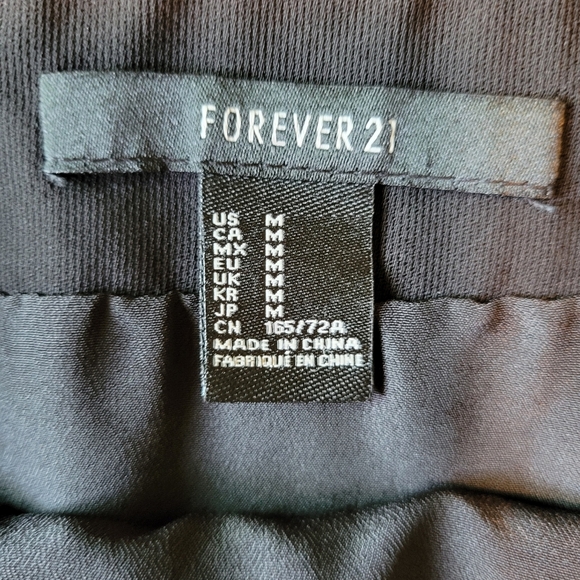 FOREVER 21
US M
CA M
MX M
EU M
UK M
KR M
JP M
CN 165/72A
MADE IN CHINA
FABRIQUÉ EN CHINE